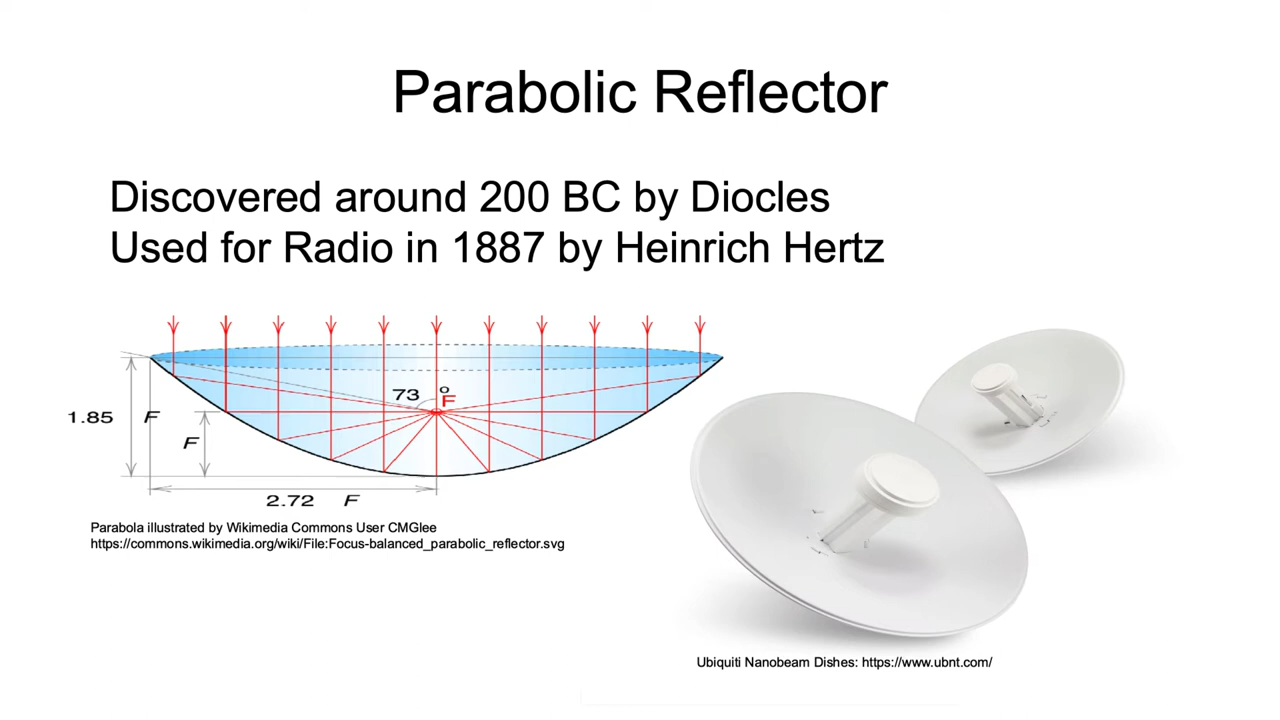 Parabolic Reflector
Discovered around 200 BC by Diocles
Used for Radio in 1887 by Heinrich Hertz
73 o
F
1.85 F
F
2.72 F
Parabola illustrated by Wikimedia Commons User CMGlee
https://commons.wikimedia.org/wiki/File:Focus-balanced_parabolic_reflector.svg
Ubiquiti Nanobeam Dishes: https://www.ubnt.com/